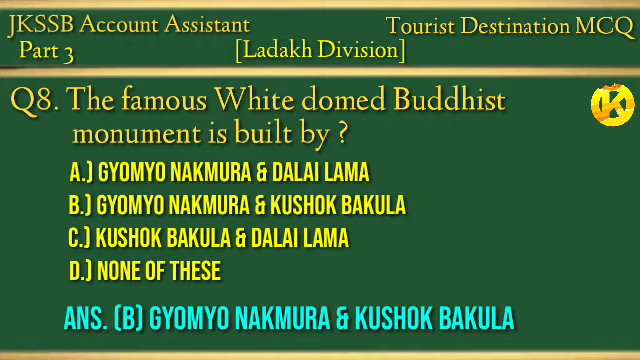 JKSSB Account Assistant
Tourist Destination MCQ
Part 3
[Ladakh Division]
Q8. The famous White domed Buddhist
monument is built by ?
A.) GYOMYO NAKMURA & DALAI LAMA
B.) GYOMYO NAKMURA & KUSHOK BAKULA
C.) KUSHOK BAKULA & DALAI LAMA
D.) NONE OF THESE
ANS. (B) GYOMYO NAKMURA & KUSHOK BAKULA
K